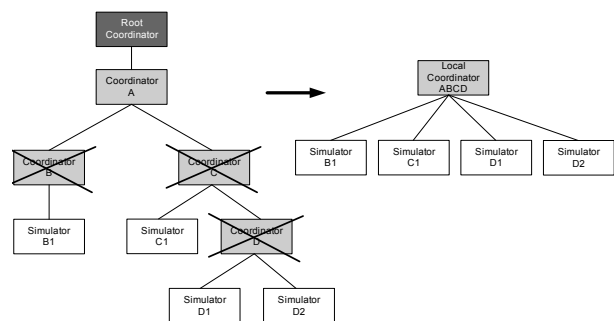 Root
Coordinator
Coordinator
A
Coordinator
B
Coordinator
C
Simulator
B1
Simulator
C1
Coordinator
D
Simulator
D1
Simulator
D2
Local
Coordinator
ABCD
Simulator
B1
Simulator
C1
Simulator
D1
Simulator
D2